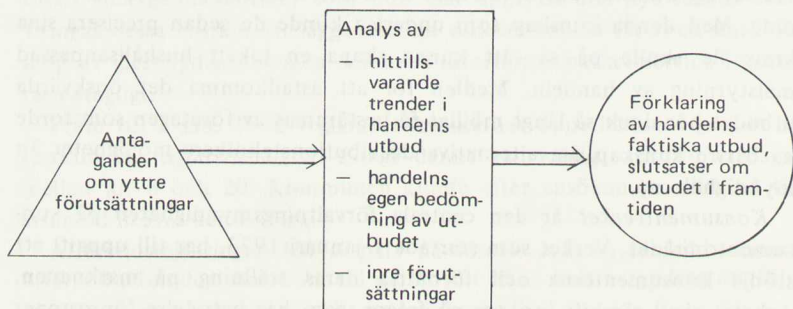 Anta-
ganden
om yttre
förutsättningar
Analys av
— hittills-
varande
trender i
handelns
utbud
— handelns
egen bedöm-
ning av ut-
budet
— inre förut-
sättningar
Förklaring
av handelns
faktiska utbud,
slutsatser om
utbudet i fram-
tiden